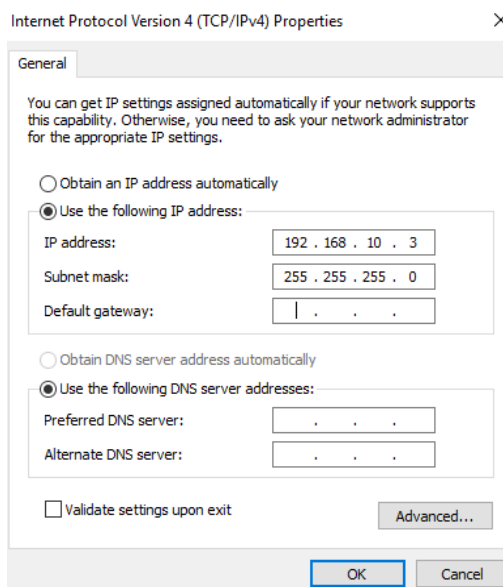 Internet Protocol Version 4 (TCP/IPv4) Properties
General
You can get IP settings assigned automatically if your network supports
this capability. Otherwise, you need to ask your network administrator
for the appropriate IP settings.
Obtain an IP address automatically
Use the following IP address:
IP address: 192 . 168 . 10 . 3
Subnet mask: 255 . 255 . 255 . 0
Default gateway: . . .
Obtain DNS server address automatically
Use the following DNS server addresses:
Preferred DNS server: . . .
Alternate DNS server: . . .
Validate settings upon exit
Advanced...
OK Cancel